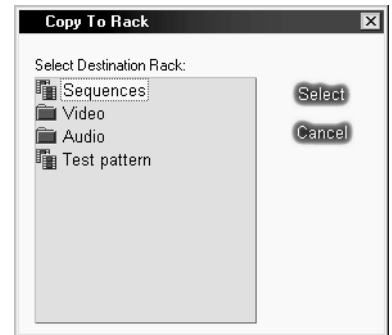 Copy To Rack
Select Destination Rack:
Sequences
Select
Video
Audio
Cancel
Test pattern